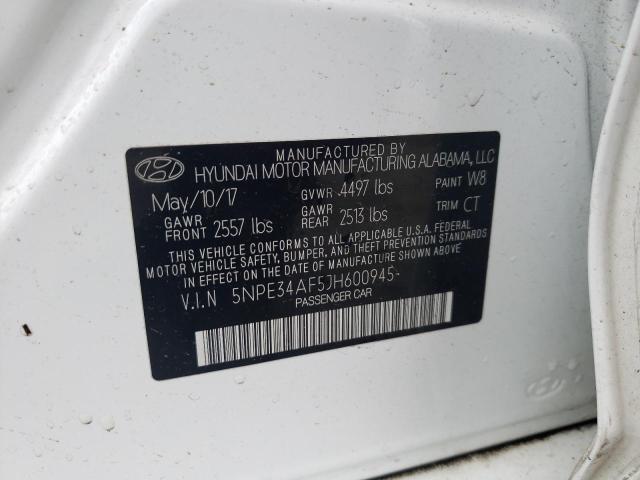 MANUFACTURED BY
HYUNDAI MOTOR MANUFACTURING ALABAMA, LLC
May/10/17 GVWR 4497 lbs PAINT W8
GAWR FRONT 2557 lbs GAWR REAR 2513 lbs TRIM CT
THIS VEHICLE CONFORMS TO ALL APPLICABLE U.S.A. FEDERAL
MOTOR VEHICLE SAFETY, BUMPER, AND THEFT PREVENTION STANDARDS
IN EFFECT ON THE DATE OF MANUFACTURE SHOWN ABOVE
V.I.N 5NPE34AF5JH600945-
PASSENGER CAR